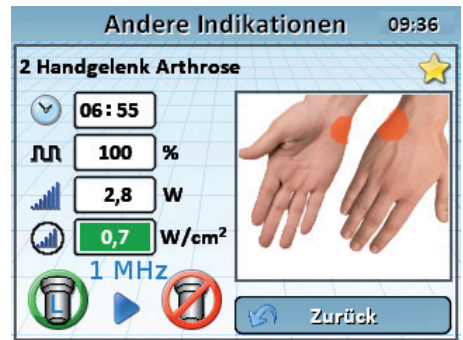 Andere Indikationen 09:36
2 Handgelenk Arthrose
06:55
100 %
2,8 W
0,7 W/cm²
1 MHz
L
Zurück